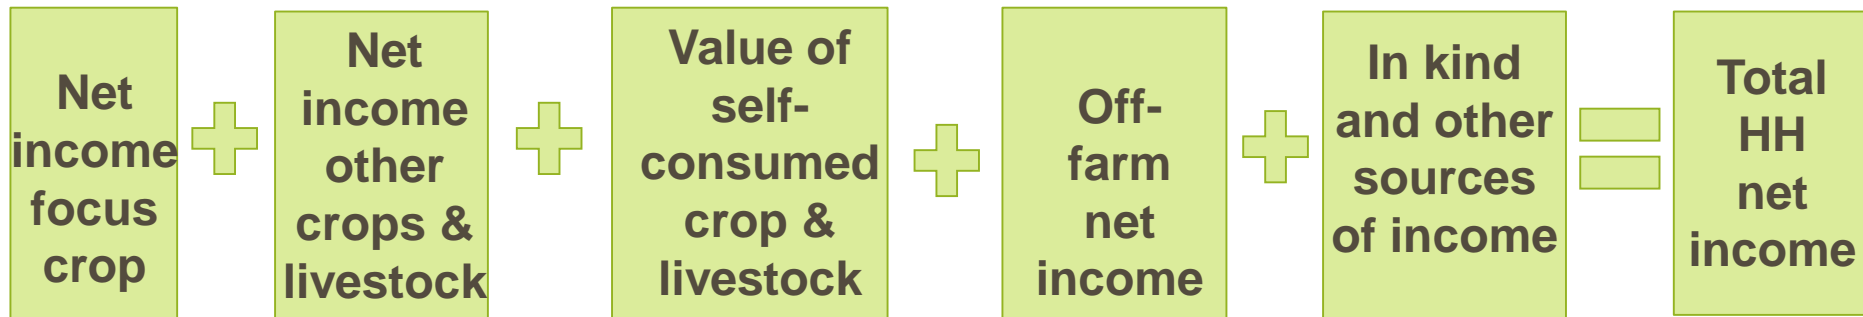 Net
income
focus
crop
Net
income
other
crops &
livestock
Value of
self-
consumed
crop &
livestock
Off-
farm
net
income
In kind
and other
sources
of income
Total
HH
net
income